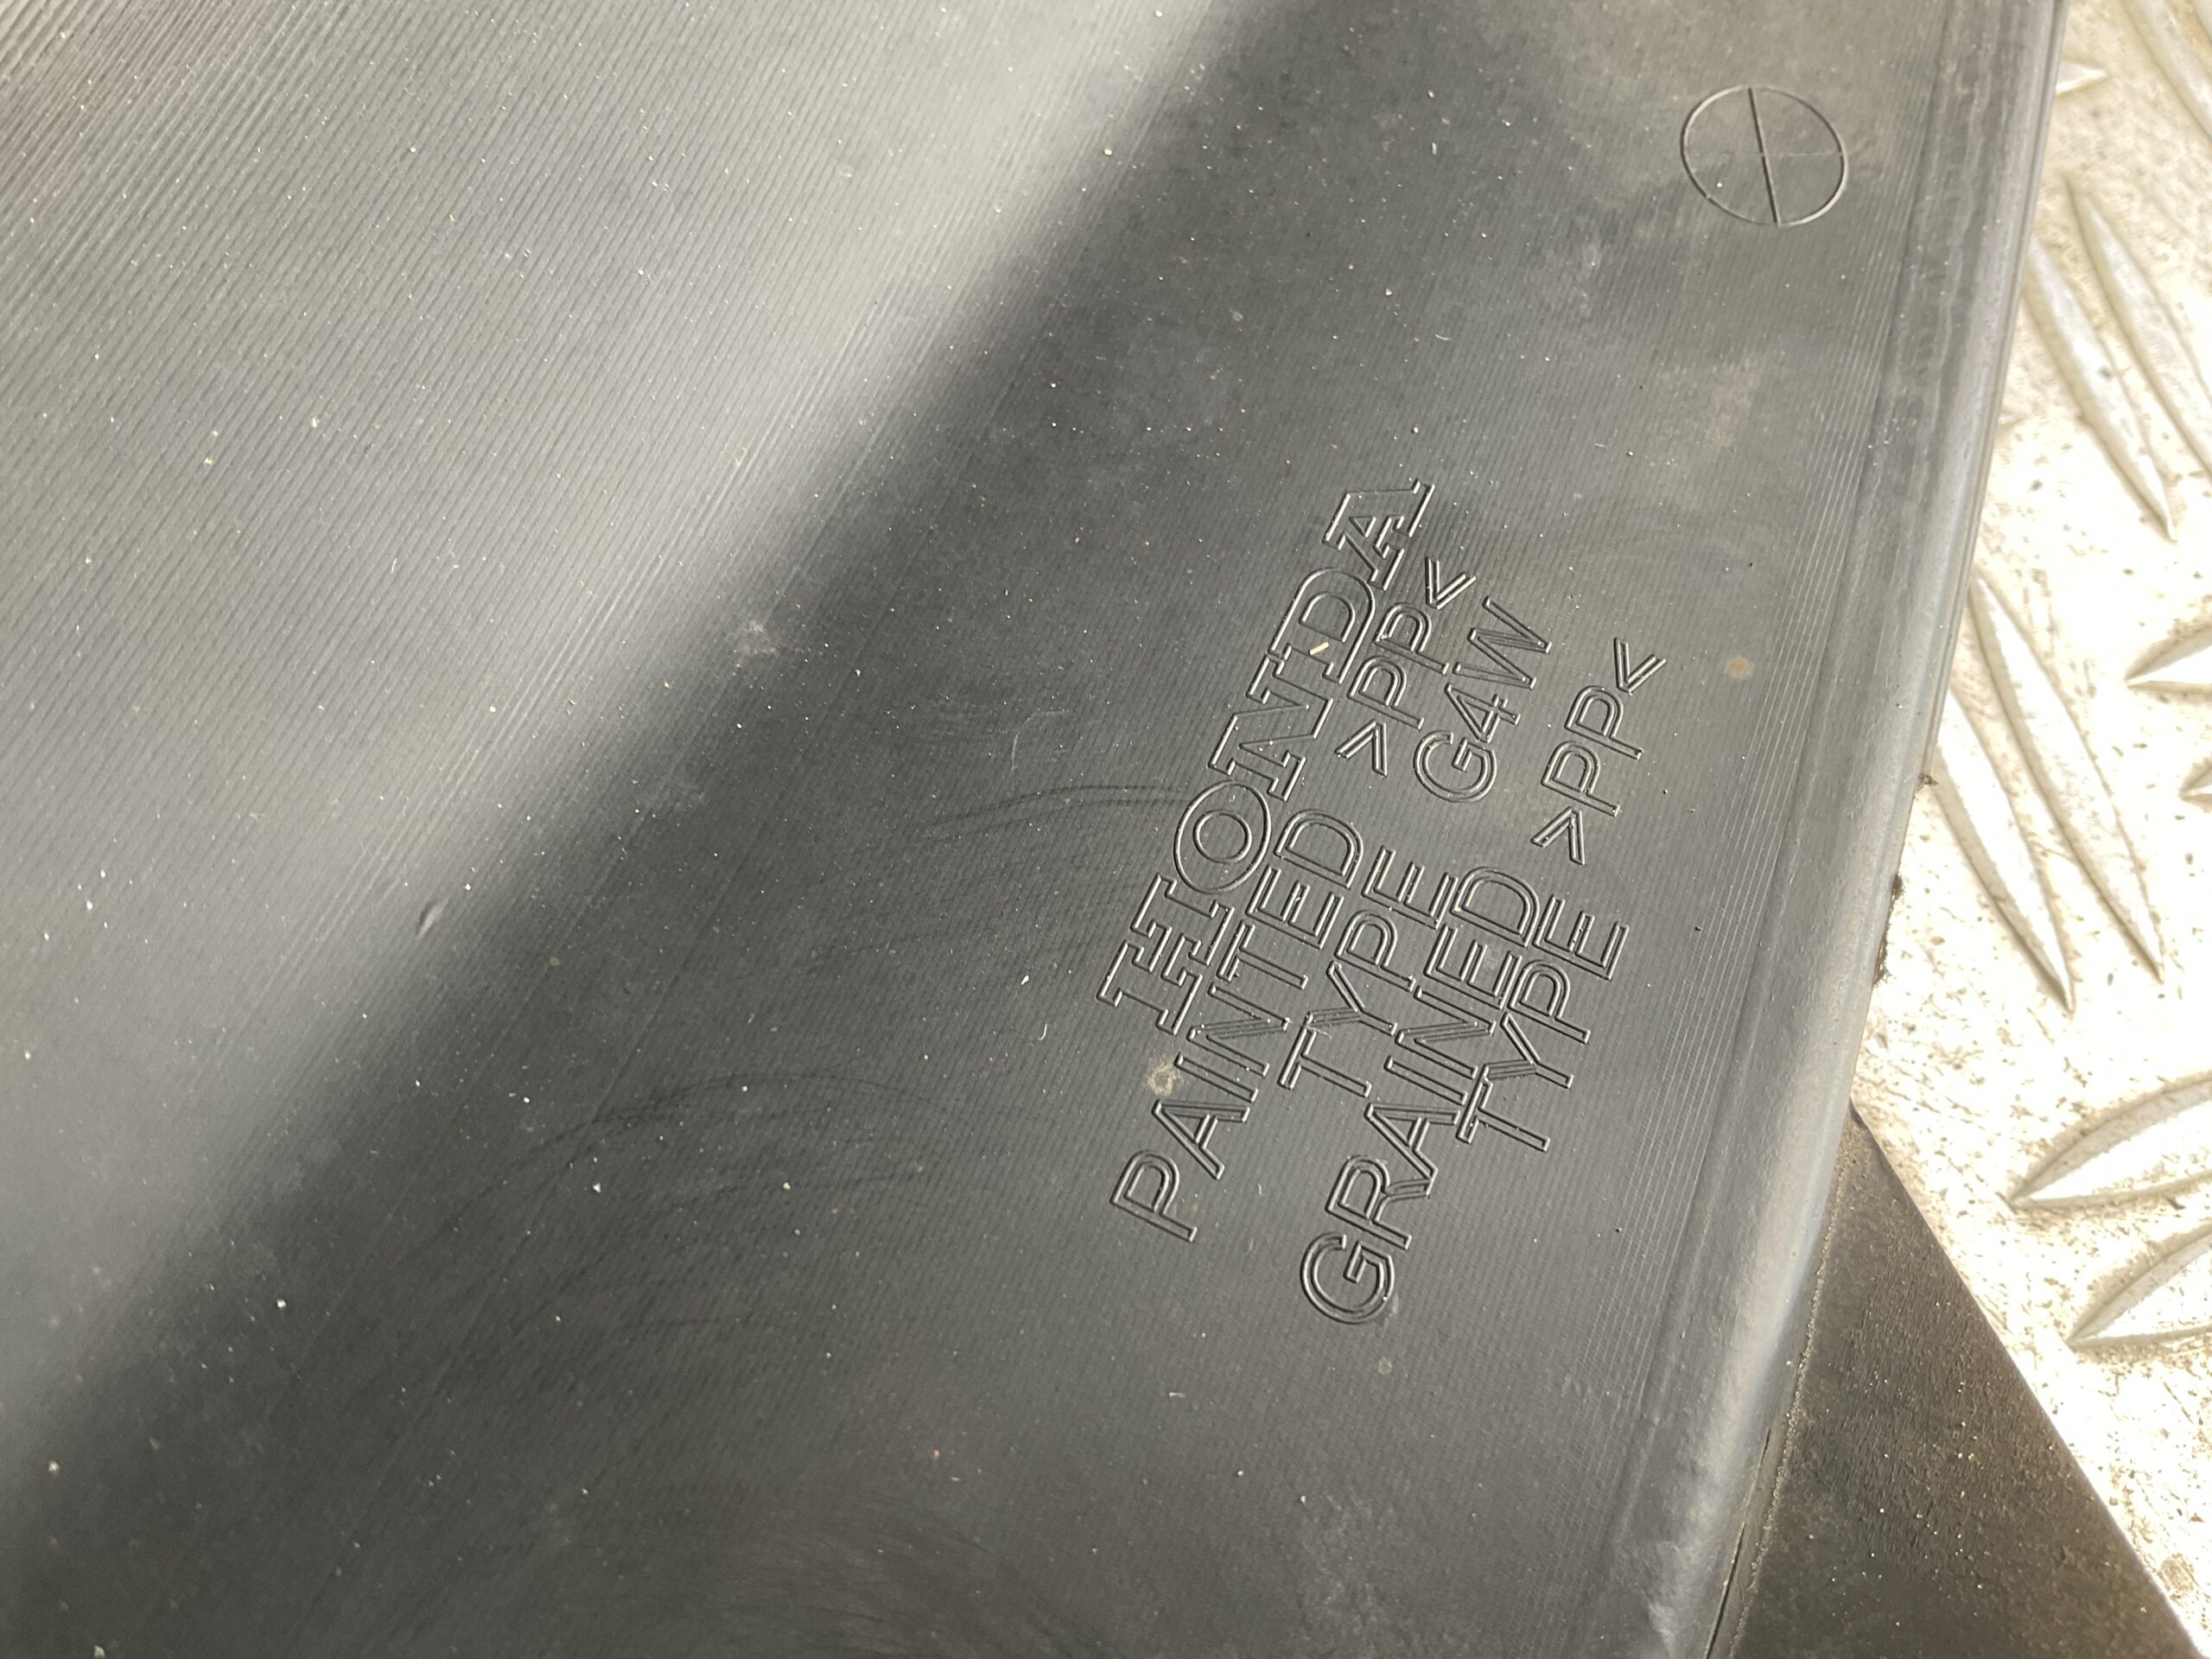 HONDA
PAINTED >PP<
TYPE G4W
GRAINED >PP<
TYPE